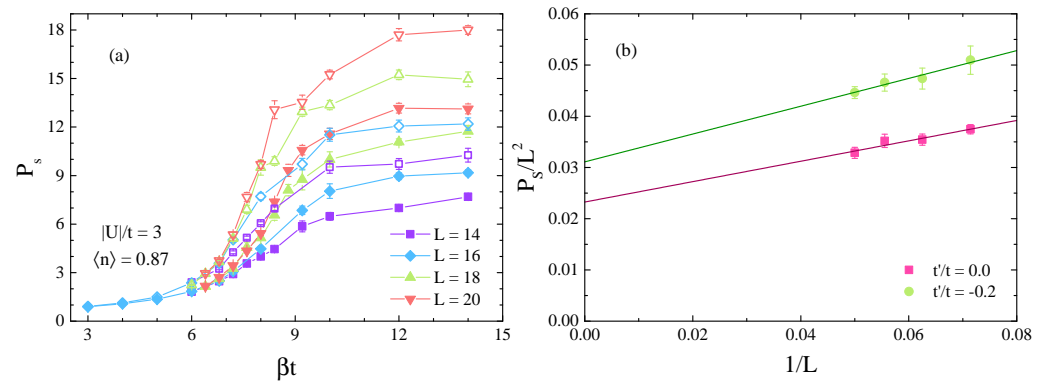 (a)
P_s
18
15
12
9
6
3
0
|U|/t = 3
⟨n⟩ = 0.87
L = 14
L = 16
L = 18
L = 20
3 6 9 12 15
βt
(b)
P_s/L^2
0.06
0.05
0.04
0.03
0.02
0.01
0.00
t'/t = 0.0
t'/t = -0.2
0.00 0.02 0.04 0.06 0.08
1/L